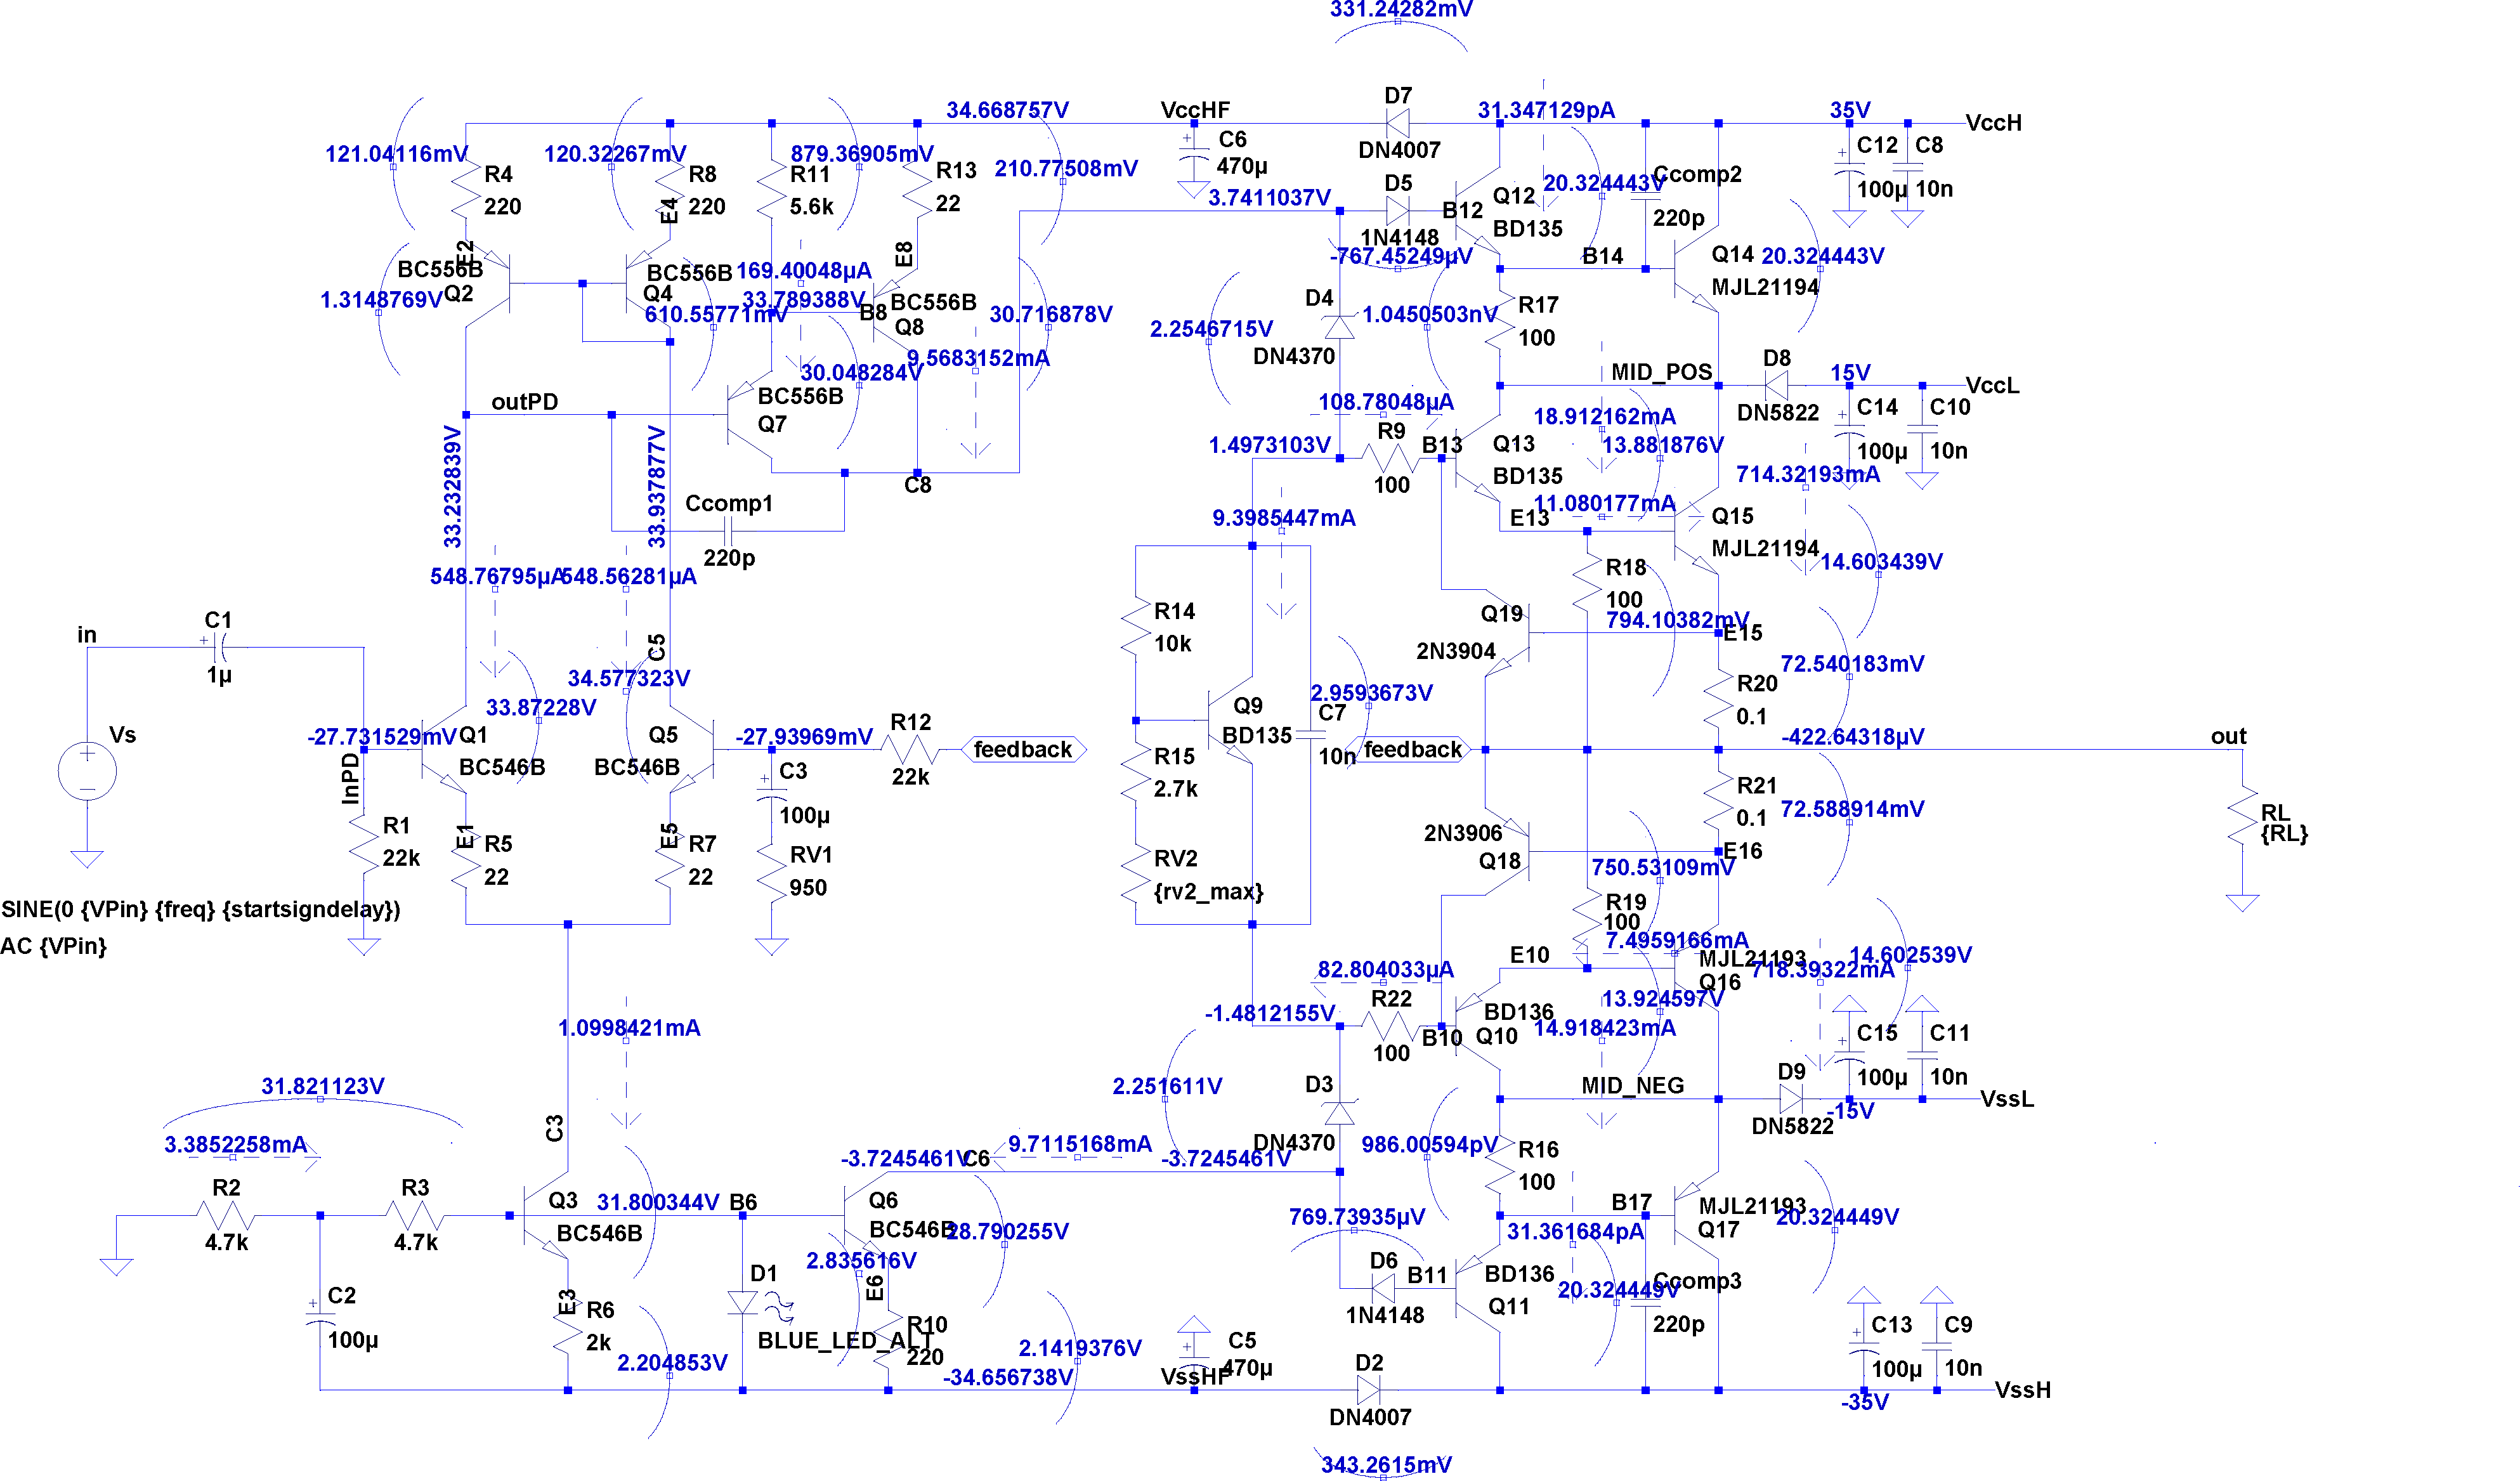 331.24282mV
D7
34.668757V
VccHF
31.347129pA
35V
VccH
DN4007
C6
470µ
C12
100µ
C8
10n
121.04116mV
R4
220
120.32267mV
R8
220
879.36905mV
R11
5.6k
R13
22
210.77508mV
3.7411037V
D5
1N4148
B12
Q12
BD135
20.324443V
Ccomp2
220p
E2
E4
E8
BC556B
Q2
BC556B
Q4
169.40048µA
33.789388V
B8
BC556B
Q8
-767.45249µV
B14
Q14
MJL21194
20.324443V
1.3148769V
610.55771mV
30.716878V
2.2546715V
D4
DN4370
1.0450503nV
R17
100
9.5683152mA
30.048284V
BC556B
Q7
outPD
MID_POS
D8
DN5822
15V
VccL
C14
100µ
C10
10n
108.78048µA
R9
100
1.4973103V
B13
Q13
BD135
18.912162mA
13.881876V
714.32193mA
33.232839V
33.937877V
C8
Ccomp1
220p
9.3985447mA
11.080177mA
E13
Q15
MJL21194
14.603439V
548.76795µA
548.56281µA
R14
10k
R18
100
Q19
2N3904
794.10382mV
E15
in
C1
1µ
C5
34.577323V
33.87228V
2.9593673V
72.540183mV
R20
0.1
Vs
-27.731529mV
Q1
BC546B
Q5
BC546B
-27.93969mV
R12
22k
feedback
Q9
BD135
C7
10n
feedback
-422.64318µV
out
InPD
R1
22k
E1
R5
22
E5
R7
22
C3
100µ
RV1
950
R15
2.7k
RV2
{rv2_max}
2N3906
Q18
R21
0.1
72.588914mV
RL
{RL}
750.53109mV
E16
SINE(0 {VPin} {freq} {startsigndelay})
AC {VPin}
R19
100
7.4959166mA
E10
MJL21193
Q16
718.39322mA
14.602539V
82.804033µA
R22
100
-1.4812155V
B10
BD136
Q10
13.924597V
14.918423mA
1.0998421mA
C15
100µ
C11
10n
31.821123V
2.251611V
D3
DN4370
MID_NEG
D9
DN5822
-15V
VssL
3.3852258mA
C3
-3.7245461V
C6
9.7115168mA
-3.7245461V
986.00594pV
R16
100
R2
4.7k
R3
4.7k
Q3
BC546B
31.800344V
B6
Q6
BC546B
28.790255V
769.73935µV
B17
MJL21193
Q17
20.324449V
31.361684pA
2.835616V
D1
BLUE_LED_ALT
E6
R10
220
D6
1N4148
B11
BD136
Q11
20.324449V
Ccomp3
220p
C2
100µ
E3
R6
2k
2.204853V
2.1419376V
-34.656738V
VssHF
C5
470µ
D2
DN4007
C13
100µ
C9
10n
-35V
VssH
343.2615mV